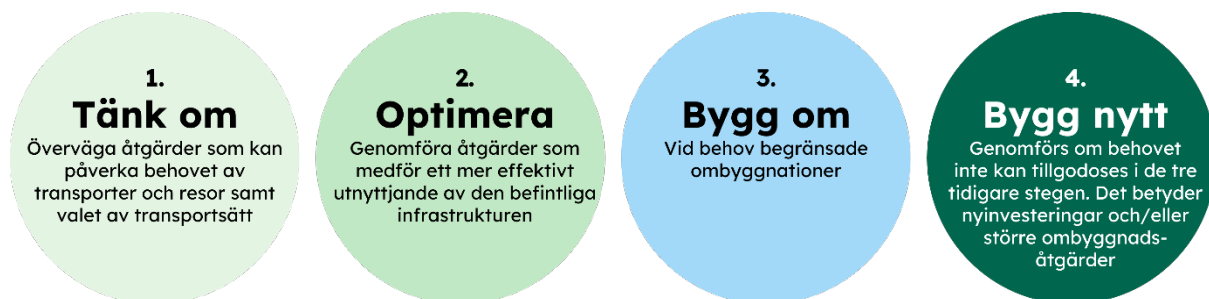 1.
Tänk om
Överväga åtgärder som kan
påverka behovet av
transporter och resor samt
valet av transportsätt
2.
Optimera
Genomföra åtgärder som
medför ett mer effektivt
utnyttjande av den befintliga
infrastrukturen
3.
Bygg om
Vid behov begränsade
ombyggnationer
4.
Bygg nytt
Genomförs om behovet
inte kan tillgodoses i de tre
tidigare stegen. Det betyder
nyinvesteringar och/eller
större ombyggnads-
åtgärder